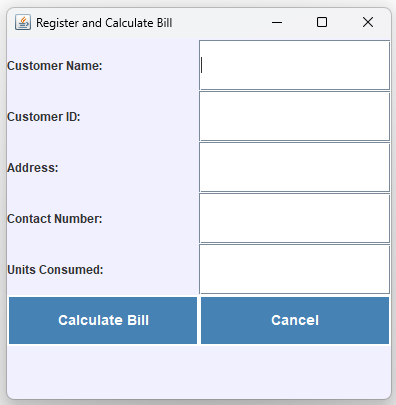 Register and Calculate Bill
Customer Name:
Customer ID:
Address:
Contact Number:
Units Consumed:
Calculate Bill Cancel